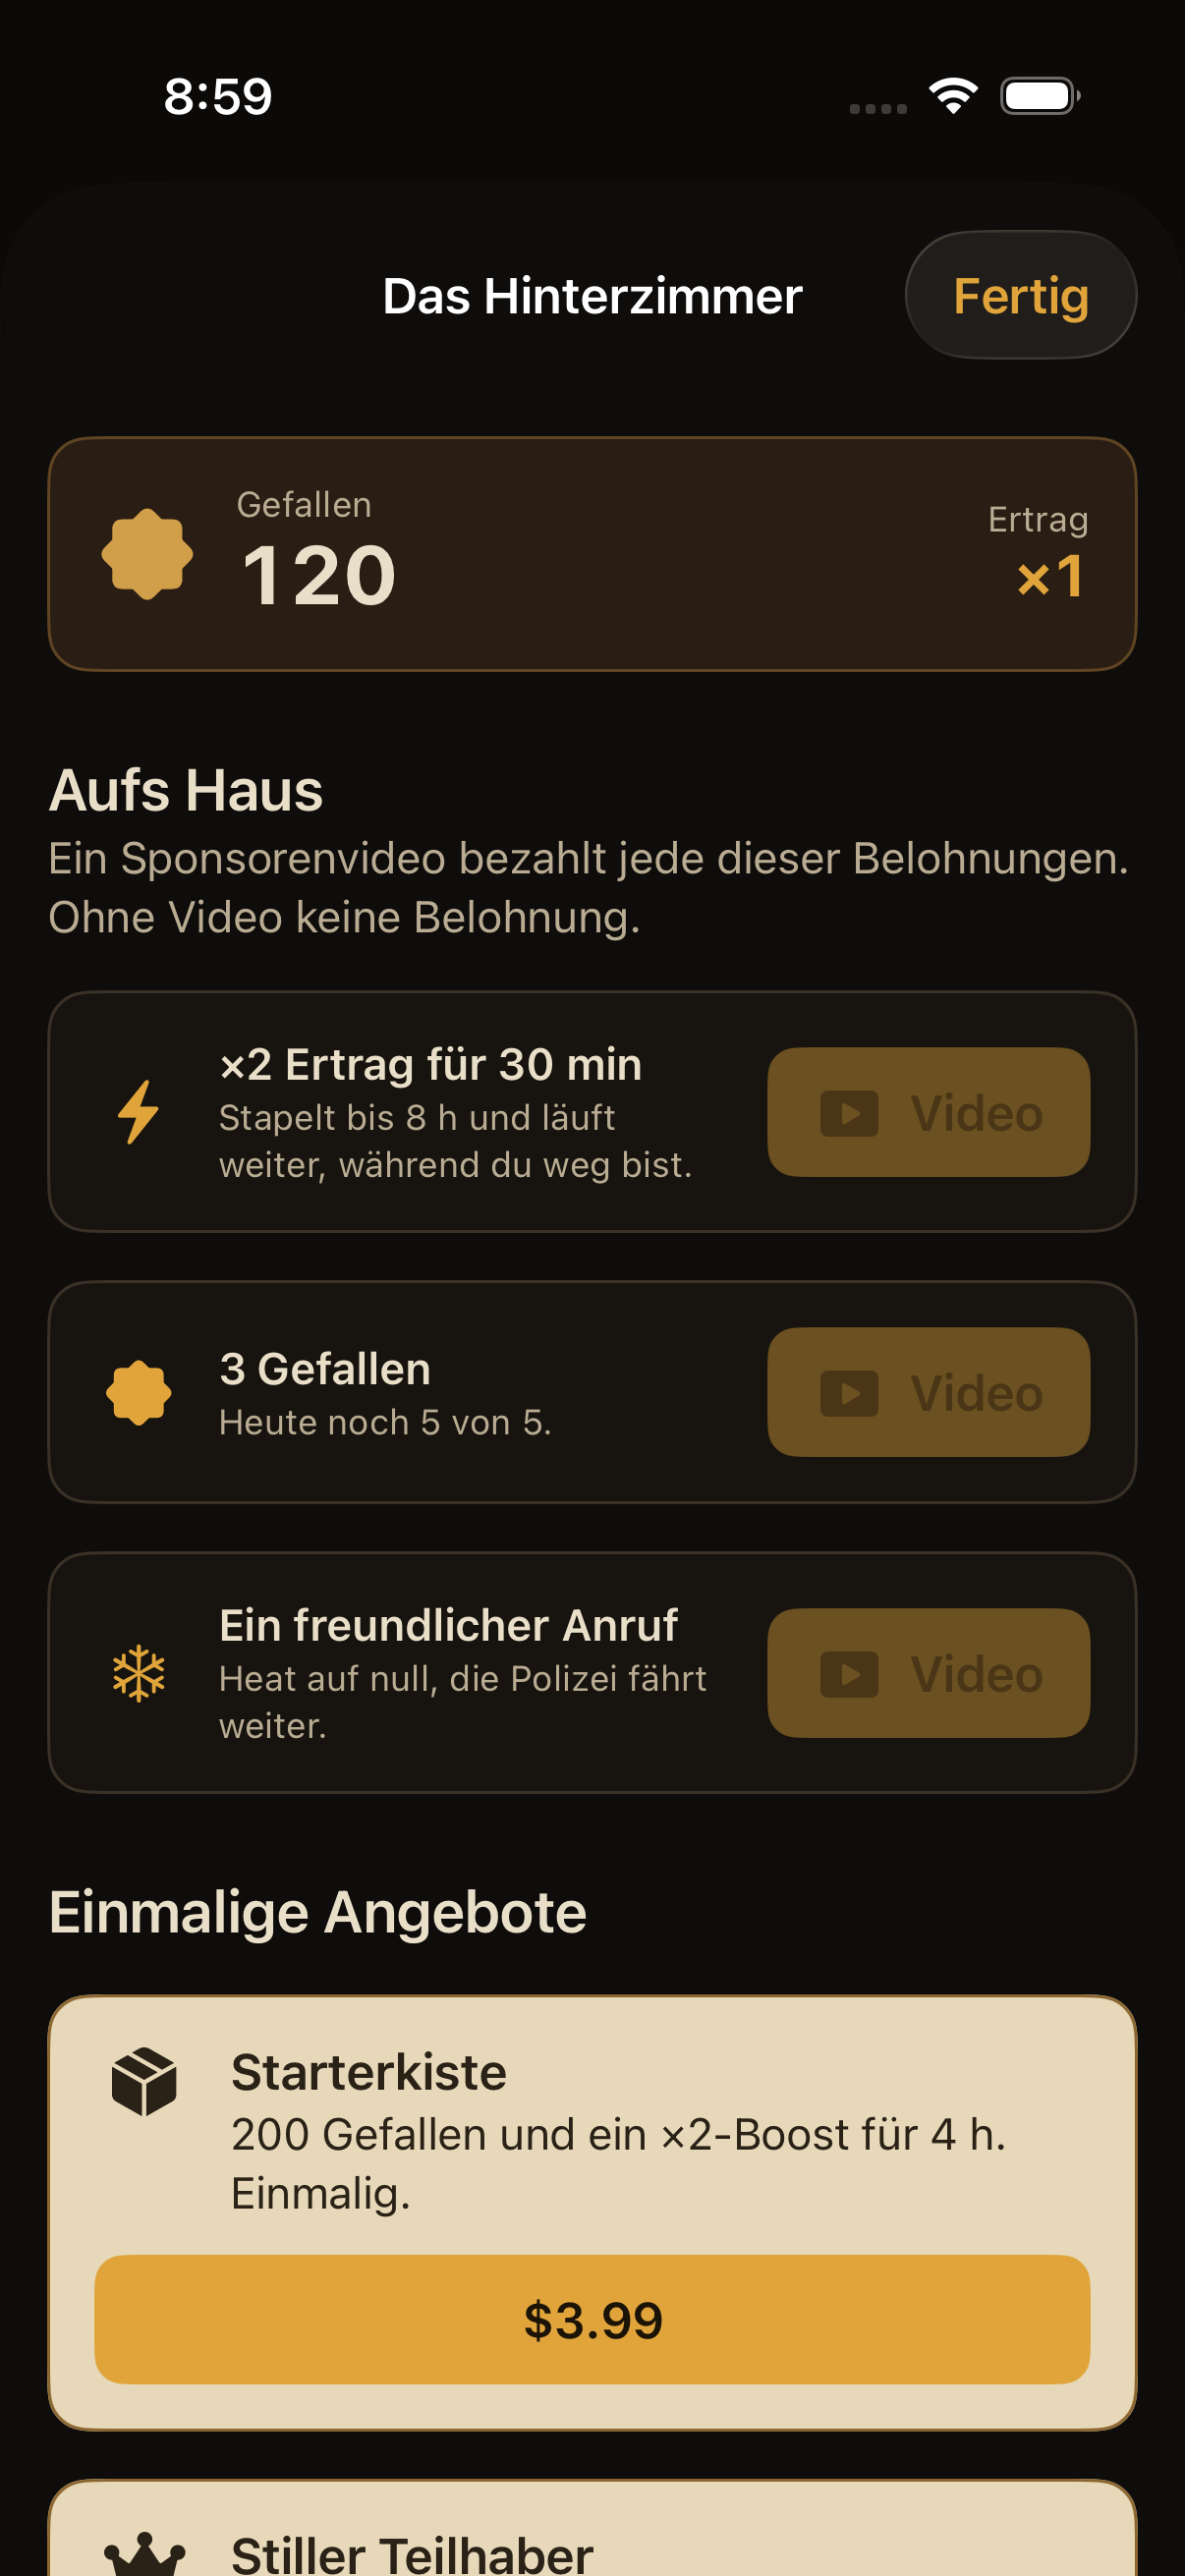 8:59
Das Hinterzimmer
Fertig
Gefallen
120
Ertrag
×1
Aufs Haus
Ein Sponsorenvideo bezahlt jede dieser Belohnungen.
Ohne Video keine Belohnung.
×2 Ertrag für 30 min
Stapelt bis 8 h und läuft
weiter, während du weg bist.
Video
3 Gefallen
Heute noch 5 von 5.
Video
Ein freundlicher Anruf
Heat auf null, die Polizei fährt
weiter.
Video
Einmalige Angebote
Starterkiste
200 Gefallen und ein ×2-Boost für 4 h.
Einmalig.
$3.99
Stiller Teilhaber